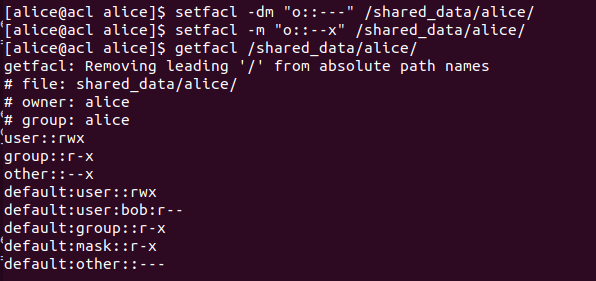 [alice@acl alice]$ setfacl -dm "o::---" /shared_data/alice/
[alice@acl alice]$ setfacl -m "o::--x" /shared_data/alice/
[alice@acl alice]$ getfacl /shared_data/alice/
getfacl: Removing leading '/' from absolute path names
# file: shared_data/alice/
# owner: alice
# group: alice
user::rwx
group::r-x
other::--x
default:user::rwx
default:user:bob:r--
default:group::r-x
default:mask::r-x
default:other::---